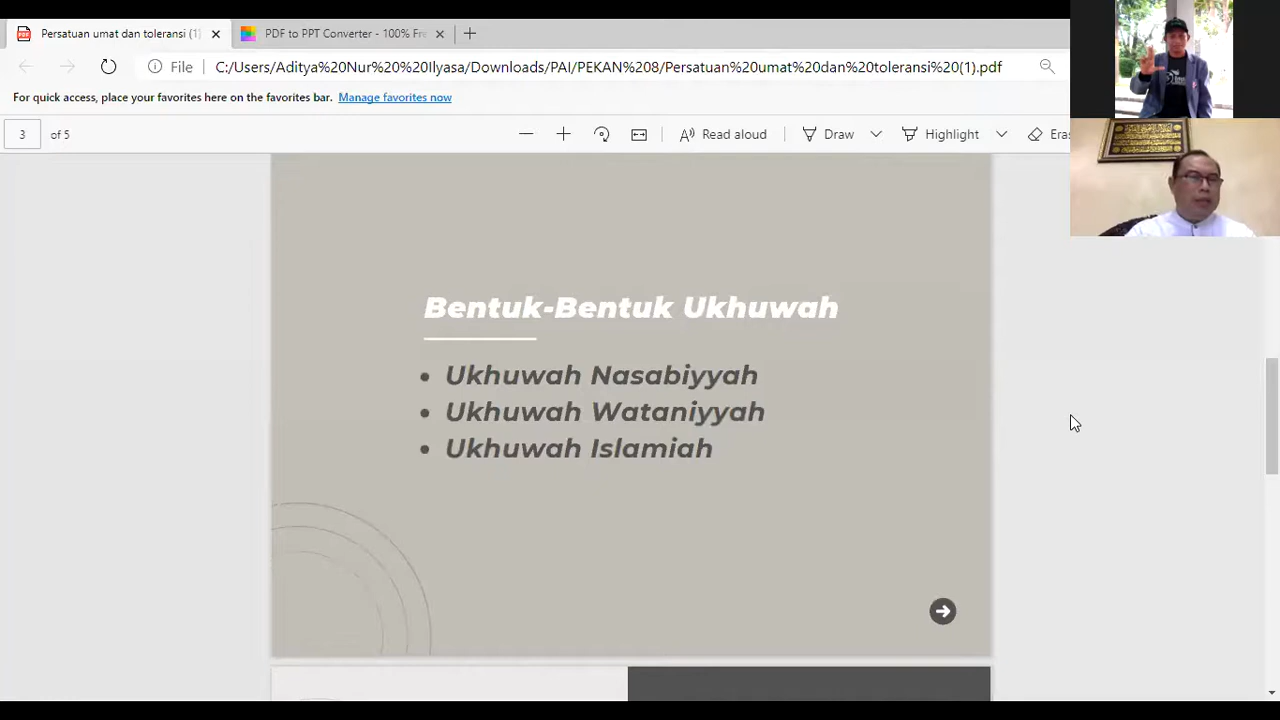 Persatuan umat dan toleransi (1)
PDF to PPT Converter - 100% Fre
File
C:/Users/Aditya%20Nur%20%20Ilyasa/Downloads/PAI/PEKAN%208/Persatuan%20umat%20dan%20toleransi%20(1).pdf
For quick access, place your favorites here on the favorites bar. Manage favorites now
3 of 5
Read aloud
Draw
Highlight
Eras
Bentuk-Bentuk Ukhuwah
• Ukhuwah Nasabiyyah
• Ukhuwah Wataniyyah
• Ukhuwah Islamiah